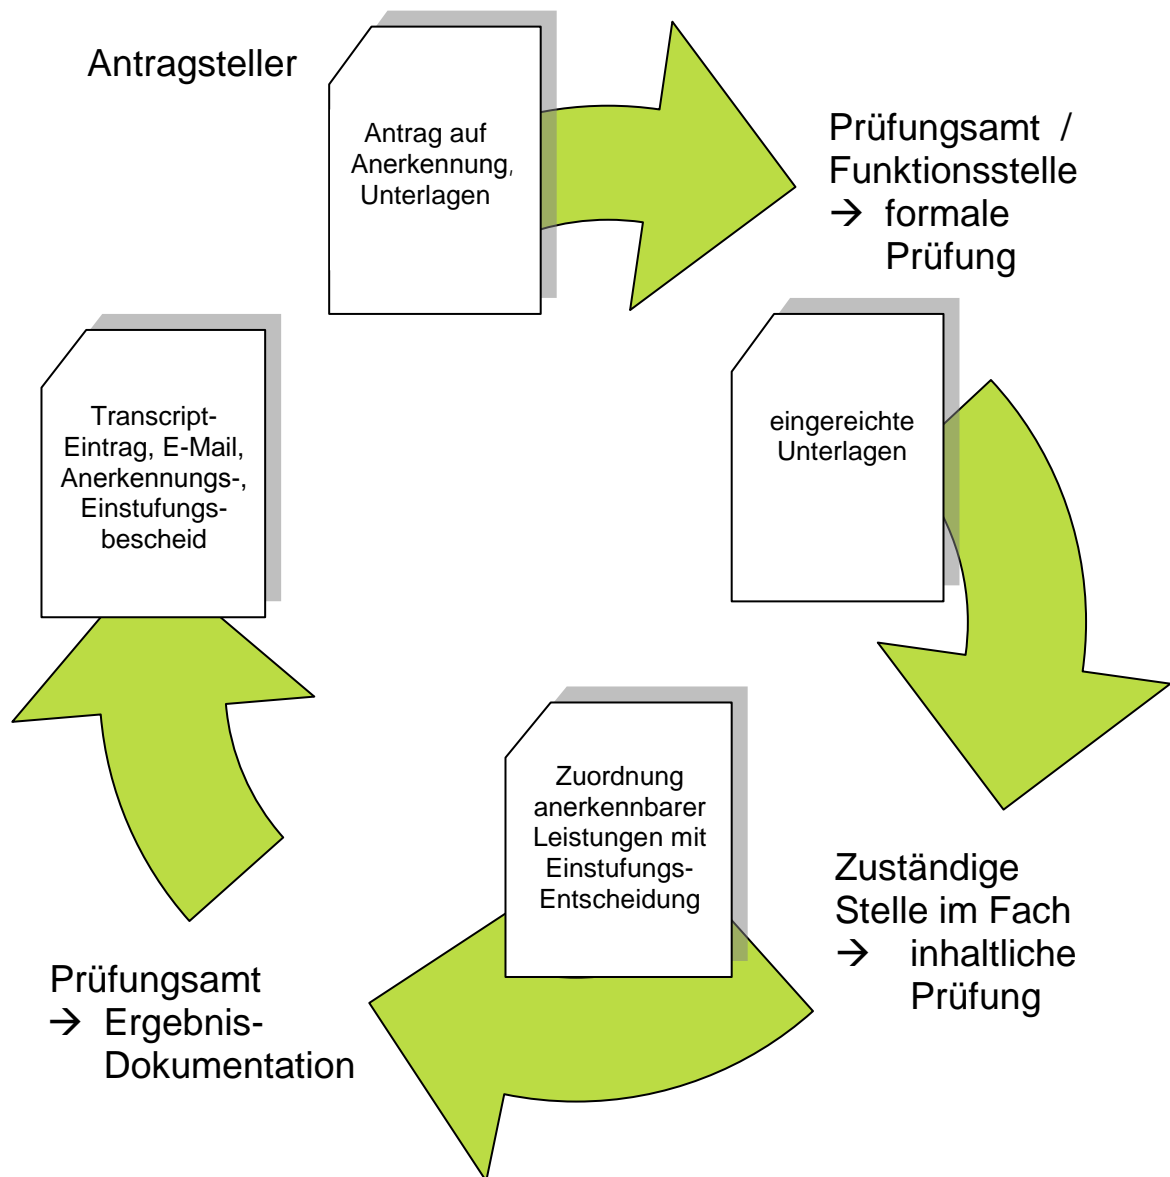 Antragsteller
Antrag auf
Anerkennung,
Unterlagen
Prüfungsamt /
Funktionsstelle
→ formale
Prüfung
eingereichte
Unterlagen
Zuständige
Stelle im Fach
→ inhaltliche
Prüfung
Zuordnung
anerkennbarer
Leistungen mit
Einstufungs-
Entscheidung
Prüfungsamt
→ Ergebnis-
Dokumentation
Transcript-
Eintrag, E-Mail,
Anerkennungs-,
Einstufungs-
bescheid